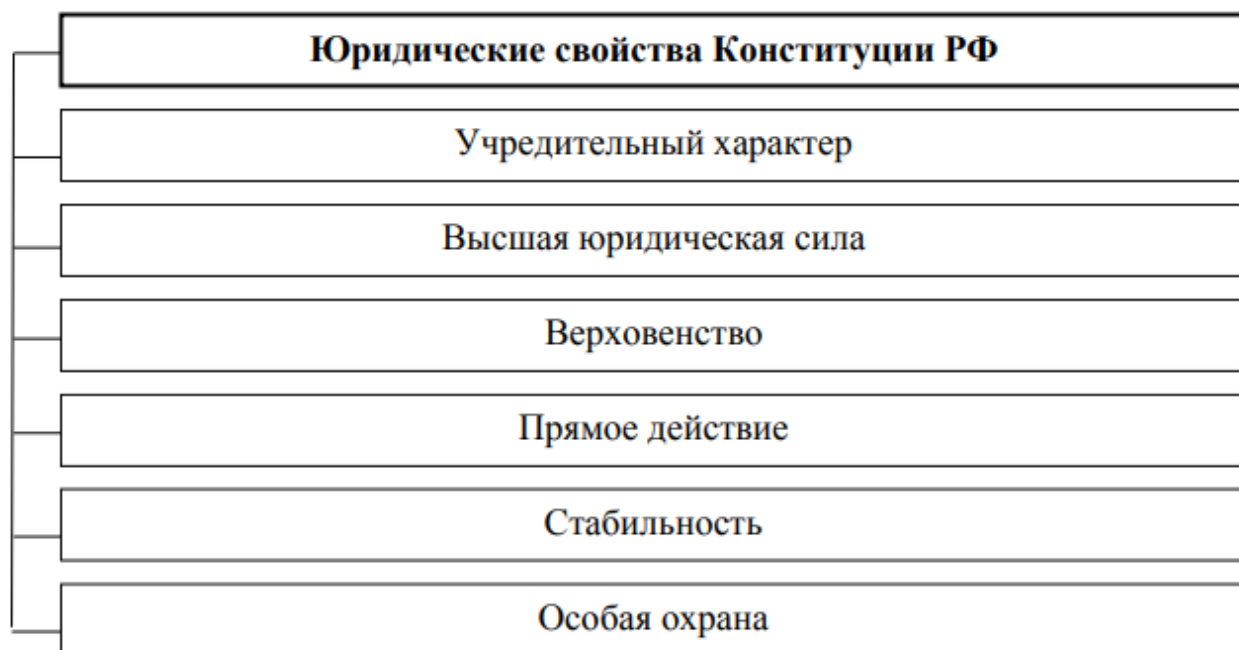 Юридические свойства Конституции РФ
Учредительный характер
Высшая юридическая сила
Верховенство
Прямое действие
Стабильность
Особая охрана